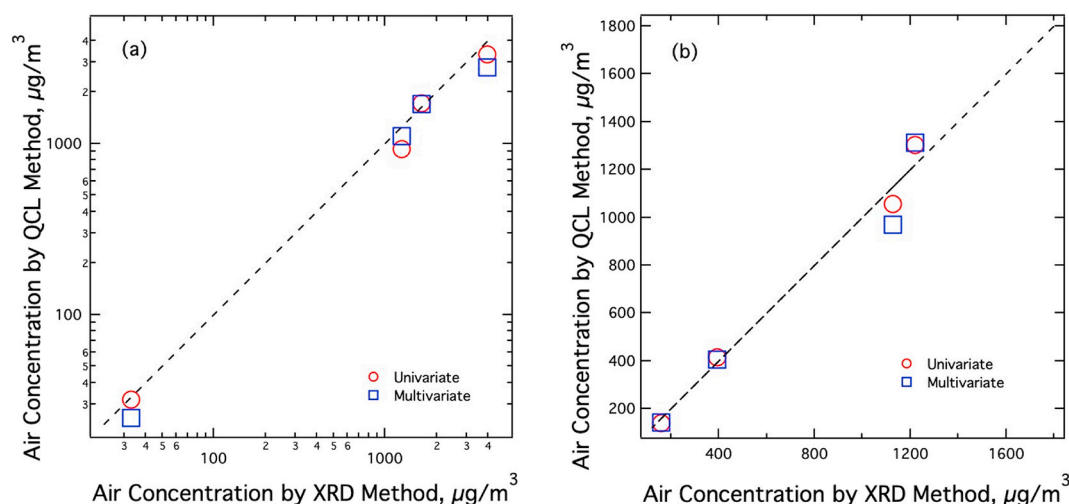 (a)
Air Concentration by QCL Method, µg/m³
4
3
2
1000
6
5
4
3
2
100
6
5
4
3
3 4 5 6 100 2 3 4 5 6 1000 2 3 4
Univariate
Multivariate
Air Concentration by XRD Method, µg/m³
(b)
Air Concentration by QCL Method, µg/m³
1800
1600
1400
1200
1000
800
600
400
200
400 800 1200 1600
Univariate
Multivariate
Air Concentration by XRD Method, µg/m³